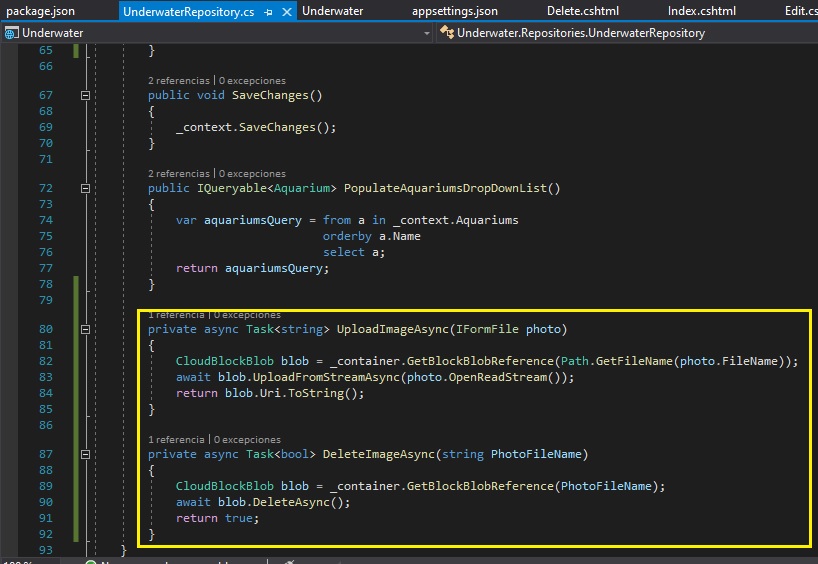 package.json UnderwaterRepository.cs Underwater appsettings.json Delete.cshtml Index.cshtml Edit.cs
Underwater Underwater.Repositories.UnderwaterRepository
65 }
66
2 referencias | 0 excepciones
67 public void SaveChanges()
68 {
69 _context.SaveChanges();
70 }
71
2 referencias | 0 excepciones
72 public IQueryable<Aquarium> PopulateAquariumsDropDownList()
73 {
74 var aquariumsQuery = from a in _context.Aquariums
75 orderby a.Name
76 select a;
77 return aquariumsQuery;
78 }
79
1 referencia | 0 excepciones
80 private async Task<string> UploadImageAsync(IFormFile photo)
81 {
82 CloudBlockBlob blob = _container.GetBlockBlobReference(Path.GetFileName(photo.FileName));
83 await blob.UploadFromStreamAsync(photo.OpenReadStream());
84 return blob.Uri.ToString();
85 }
86
1 referencia | 0 excepciones
87 private async Task<bool> DeleteImageAsync(string PhotoFileName)
88 {
89 CloudBlockBlob blob = _container.GetBlockBlobReference(PhotoFileName);
90 await blob.DeleteAsync();
91 return true;
92 }
93 }